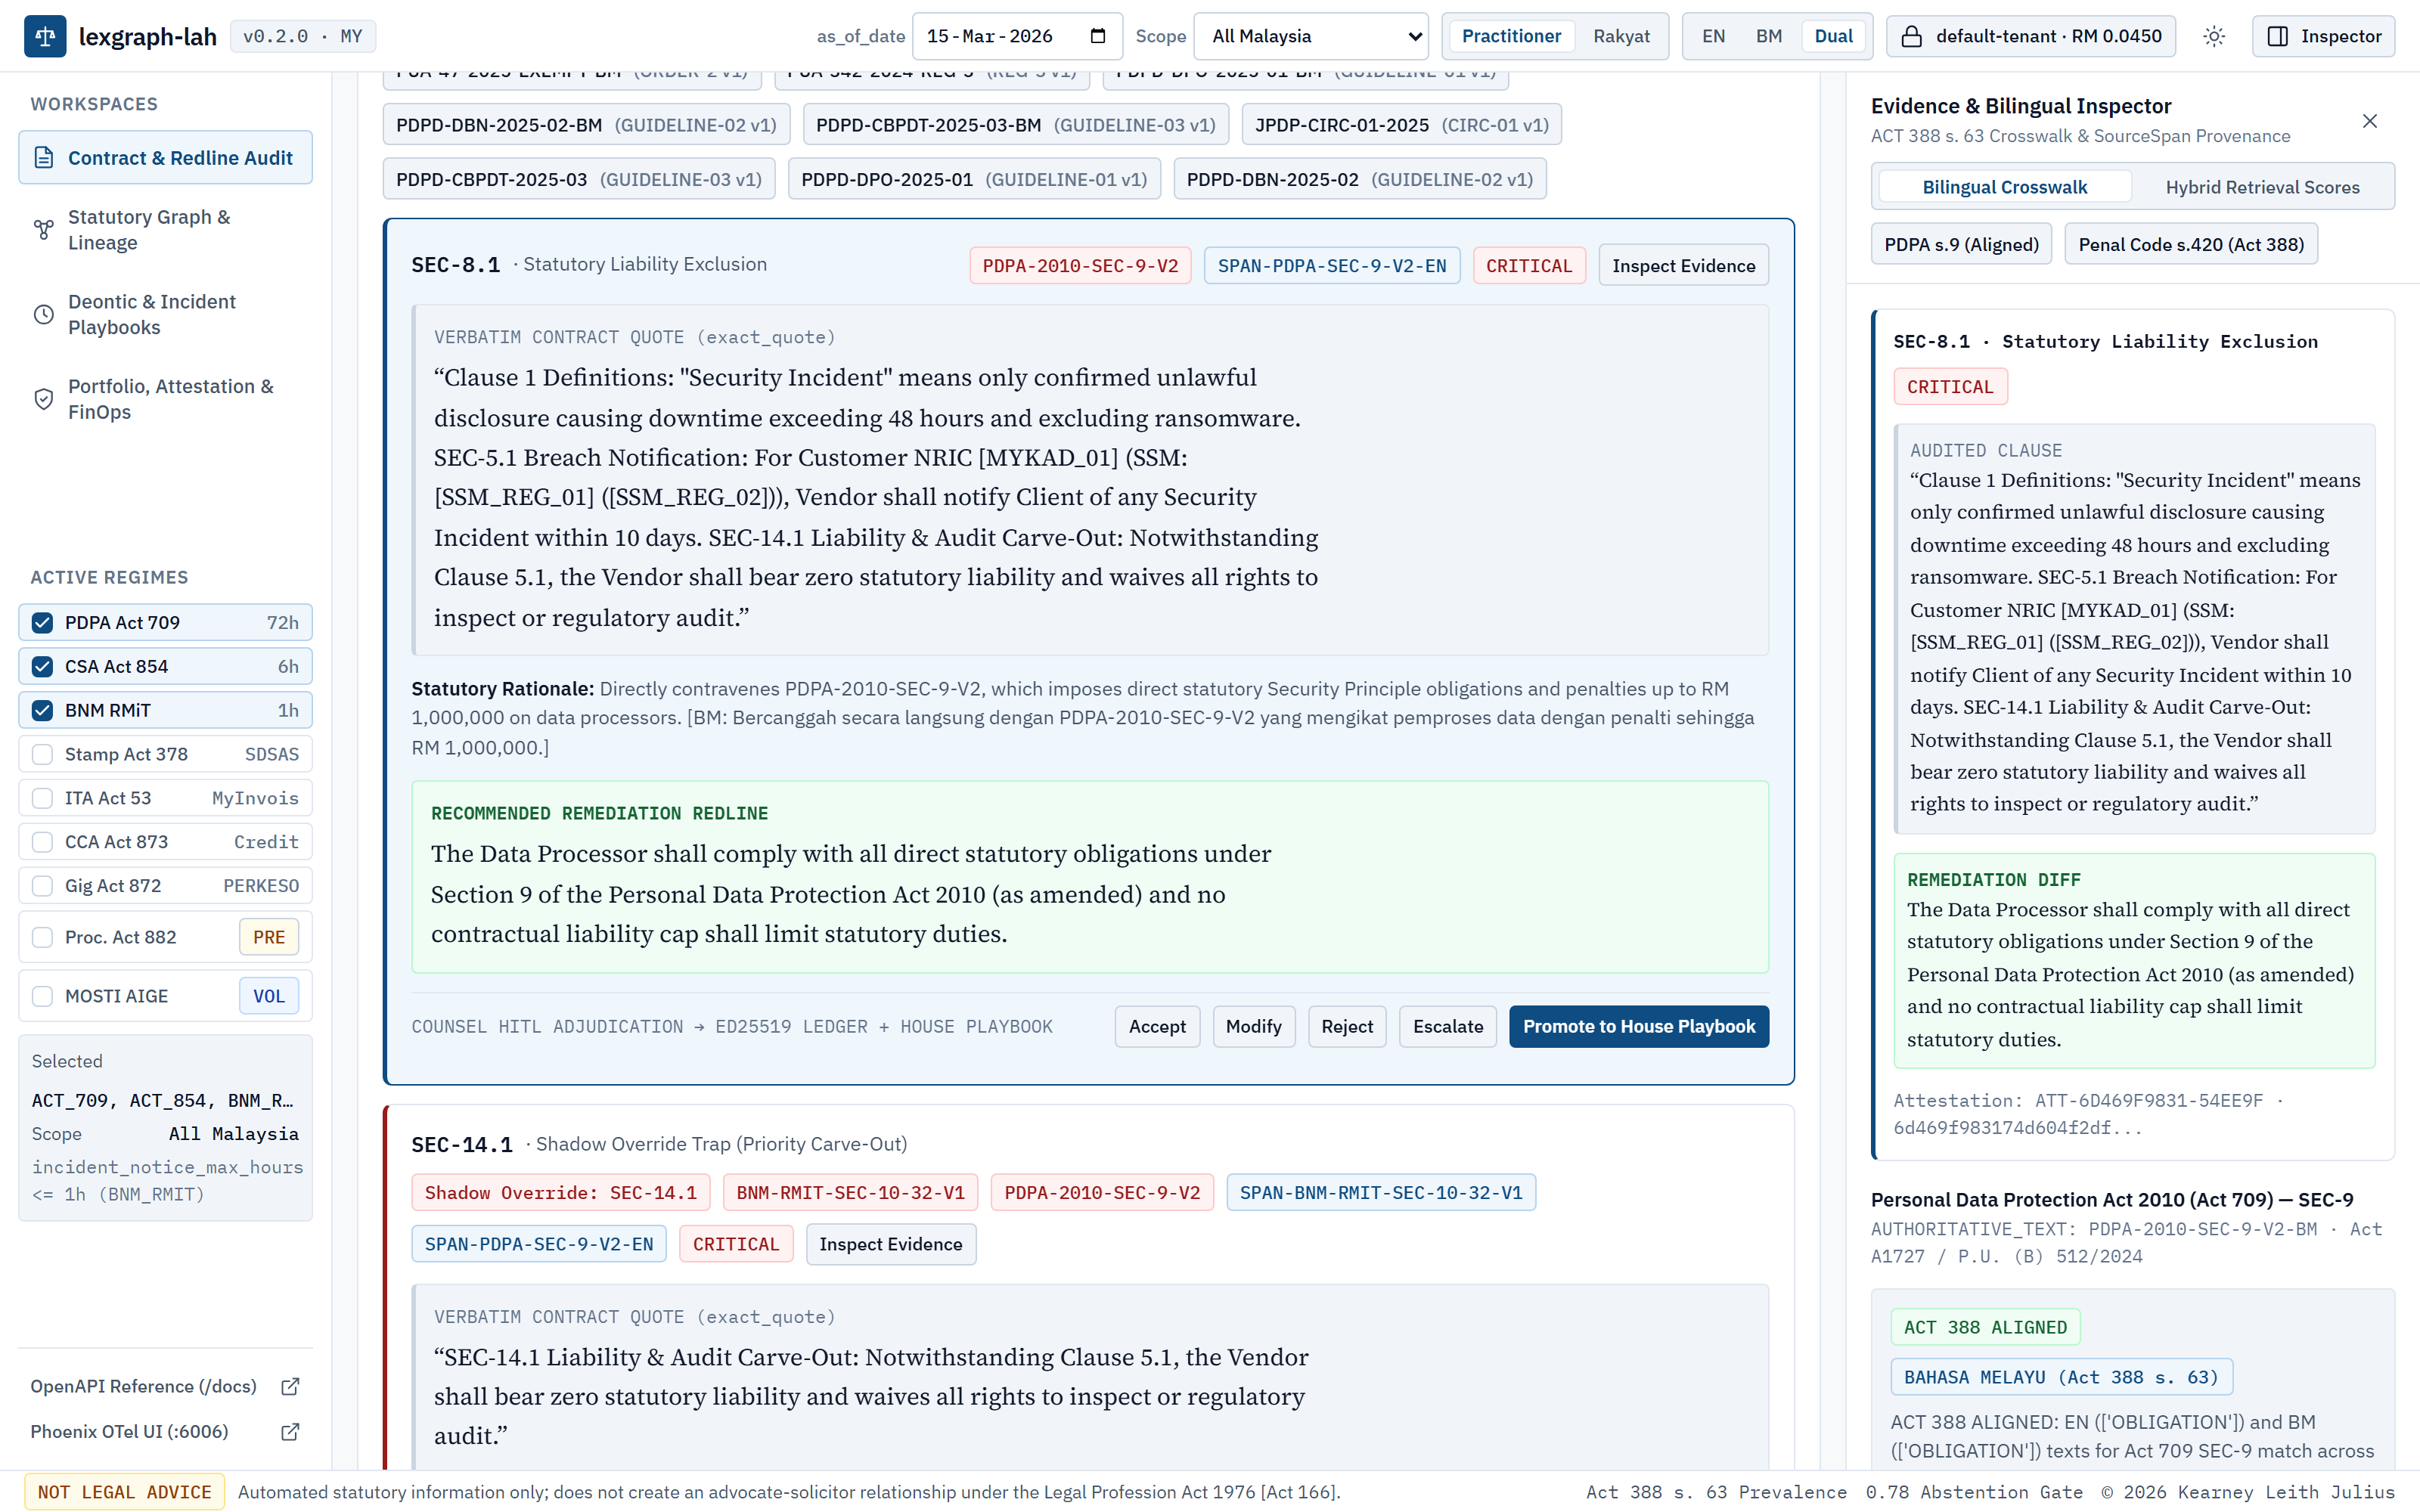 lexgraph-lah
v0.2.0 · MY
as_of_date
15-Mar-2026
Scope
All Malaysia
Practitioner
Rakyat
EN
BM
Dual
default-tenant · RM 0.0450
Inspector
WORKSPACES
Contract & Redline Audit
Statutory Graph &
Lineage
Deontic & Incident
Playbooks
Portfolio, Attestation &
FinOps
ACTIVE REGIMES
PDPA Act 709 72h
CSA Act 854 6h
BNM RMiT 1h
Stamp Act 378 SDSAS
ITA Act 53 MyInvois
CCA Act 873 Credit
Gig Act 872 PERKESO
Proc. Act 882 PRE
MOSTI AIGE VOL
Selected
ACT_709, ACT_854, BNM_R…
Scope All Malaysia
incident_notice_max_hours
<= 1h (BNM_RMIT)
OpenAPI Reference (/docs)
Phoenix OTel UI (:6006)
PDPD-DBN-2025-02-BM (GUIDELINE-02 v1)
PDPD-CBPDT-2025-03-BM (GUIDELINE-03 v1)
JPDP-CIRC-01-2025 (CIRC-01 v1)
PDPD-CBPDT-2025-03 (GUIDELINE-03 v1)
PDPD-DPO-2025-01 (GUIDELINE-01 v1)
PDPD-DBN-2025-02 (GUIDELINE-02 v1)
SEC-8.1 · Statutory Liability Exclusion
PDPA-2010-SEC-9-V2
SPAN-PDPA-SEC-9-V2-EN
CRITICAL
Inspect Evidence
VERBATIM CONTRACT QUOTE (exact_quote)
“Clause 1 Definitions: "Security Incident" means only confirmed unlawful
disclosure causing downtime exceeding 48 hours and excluding ransomware.
SEC-5.1 Breach Notification: For Customer NRIC [MYKAD_01] (SSM:
[SSM_REG_01] ([SSM_REG_02])), Vendor shall notify Client of any Security
Incident within 10 days. SEC-14.1 Liability & Audit Carve-Out: Notwithstanding
Clause 5.1, the Vendor shall bear zero statutory liability and waives all rights to
inspect or regulatory audit.”
Statutory Rationale: Directly contravenes PDPA-2010-SEC-9-V2, which imposes direct statutory Security Principle obligations and penalties up to RM
1,000,000 on data processors. [BM: Bercanggah secara langsung dengan PDPA-2010-SEC-9-V2 yang mengikat pemproses data dengan penalti sehingga
RM 1,000,000.]
RECOMMENDED REMEDIATION REDLINE
The Data Processor shall comply with all direct statutory obligations under
Section 9 of the Personal Data Protection Act 2010 (as amended) and no
contractual liability cap shall limit statutory duties.
COUNSEL HITL ADJUDICATION → ED25519 LEDGER + HOUSE PLAYBOOK
Accept
Modify
Reject
Escalate
Promote to House Playbook
SEC-14.1 · Shadow Override Trap (Priority Carve-Out)
Shadow Override: SEC-14.1
BNM-RMIT-SEC-10-32-V1
PDPA-2010-SEC-9-V2
SPAN-BNM-RMIT-SEC-10-32-V1
SPAN-PDPA-SEC-9-V2-EN
CRITICAL
Inspect Evidence
VERBATIM CONTRACT QUOTE (exact_quote)
“SEC-14.1 Liability & Audit Carve-Out: Notwithstanding Clause 5.1, the Vendor
shall bear zero statutory liability and waives all rights to inspect or regulatory
audit.”
Evidence & Bilingual Inspector
ACT 388 s. 63 Crosswalk & SourceSpan Provenance
Bilingual Crosswalk
Hybrid Retrieval Scores
PDPA s.9 (Aligned)
Penal Code s.420 (Act 388)
SEC-8.1 · Statutory Liability Exclusion
CRITICAL
AUDITED CLAUSE
“Clause 1 Definitions: "Security Incident" means
only confirmed unlawful disclosure causing
downtime exceeding 48 hours and excluding
ransomware. SEC-5.1 Breach Notification: For
Customer NRIC [MYKAD_01] (SSM:
[SSM_REG_01] ([SSM_REG_02])), Vendor shall
notify Client of any Security Incident within 10
days. SEC-14.1 Liability & Audit Carve-Out:
Notwithstanding Clause 5.1, the Vendor shall
bear zero statutory liability and waives all
rights to inspect or regulatory audit.”
REMEDIATION DIFF
The Data Processor shall comply with all direct
statutory obligations under Section 9 of the
Personal Data Protection Act 2010 (as amended)
and no contractual liability cap shall limit
statutory duties.
Attestation: ATT-6D469F9831-54EE9F ·
6d469f983174d604f2df...
Personal Data Protection Act 2010 (Act 709) — SEC-9
AUTHORITATIVE_TEXT: PDPA-2010-SEC-9-V2-BM · Act
A1727 / P.U. (B) 512/2024
ACT 388 ALIGNED
BAHASA MELAYU (Act 388 s. 63)
ACT 388 ALIGNED: EN (['OBLIGATION']) and BM
(['OBLIGATION']) texts for Act 709 SEC-9 match across
NOT LEGAL ADVICE
Automated statutory information only; does not create an advocate-solicitor relationship under the Legal Profession Act 1976 [Act 166].
Act 388 s. 63 Prevalence
0.78 Abstention Gate
© 2026 Kearney Leith Julius